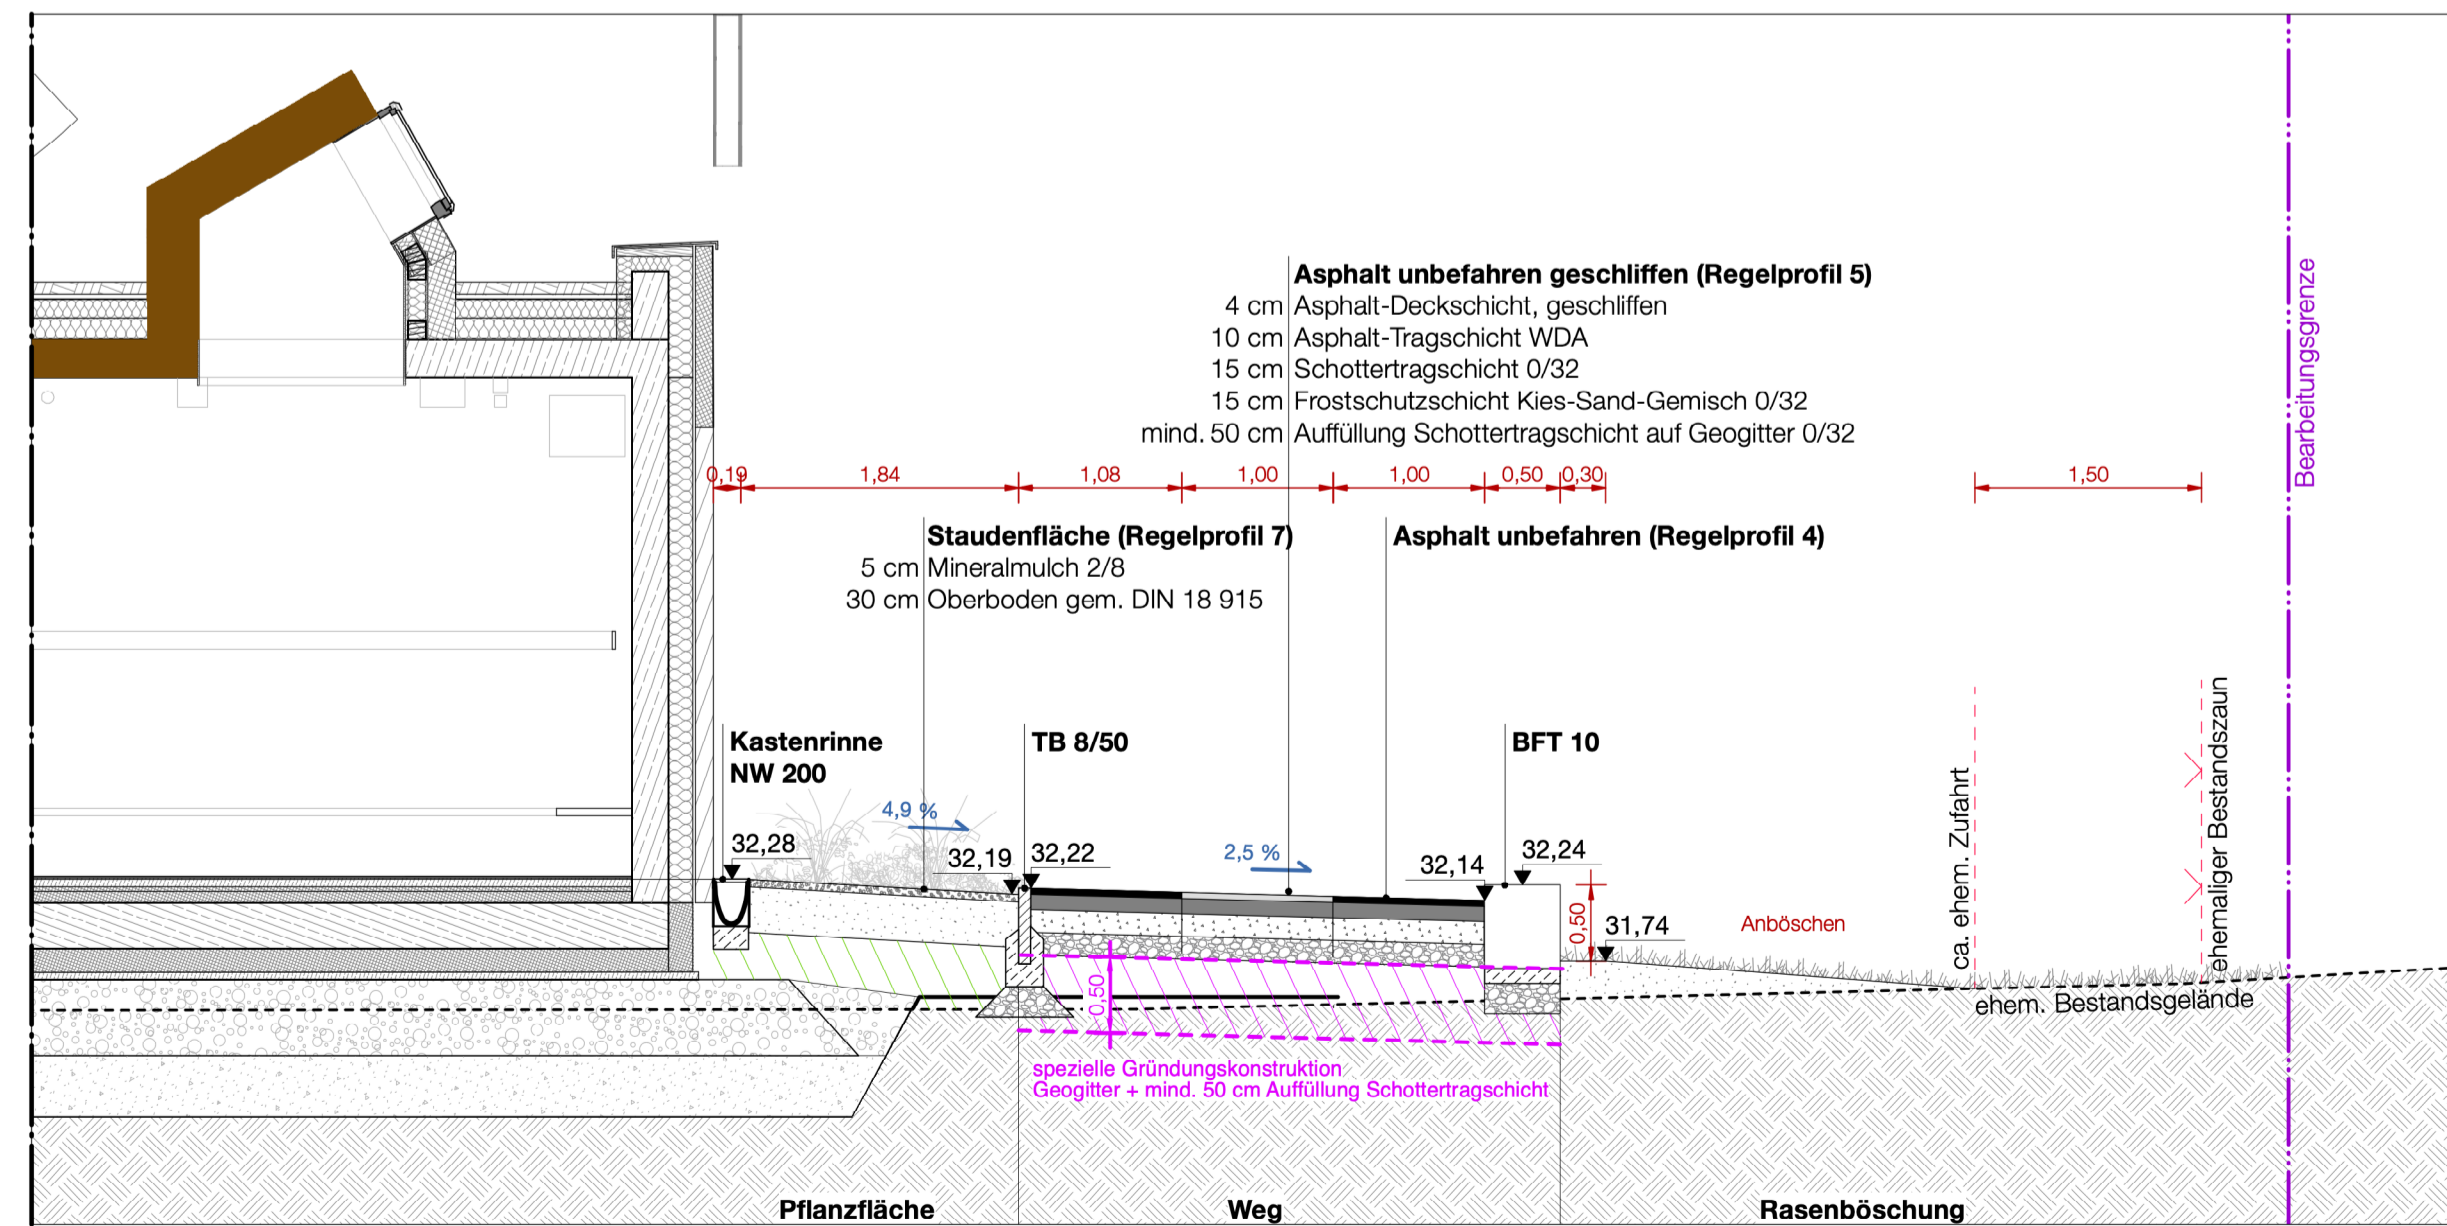 Asphalt unbefahren geschliffen (Regelprofil 5)
4 cm Asphalt-Deckschicht, geschliffen
10 cm Asphalt-Tragschicht WDA
15 cm Schottertragschicht 0/32
15 cm Frostschutzschicht Kies-Sand-Gemisch 0/32
mind. 50 cm Auffüllung Schottertragschicht auf Geogitter 0/32
Bearbeitungsgrenze
0,19 1,84 1,08 1,00 1,00 0,50 0,30 1,50
Staudenfläche (Regelprofil 7)
5 cm Mineralmulch 2/8
30 cm Oberboden gem. DIN 18 915
Asphalt unbefahren (Regelprofil 4)
Kastenrinne
NW 200
TB 8/50
BFT 10
4,9 %
32,28
32,19
32,22
2,5 %
32,14
32,24
0,50
31,74
Anböschen
ca. ehem. Zufahrt
ehemaliger Bestandszaun
ehem. Bestandsgelände
0,50
spezielle Gründungskonstruktion
Geogitter + mind. 50 cm Auffüllung Schottertragschicht
Pflanzfläche
Weg
Rasenböschung